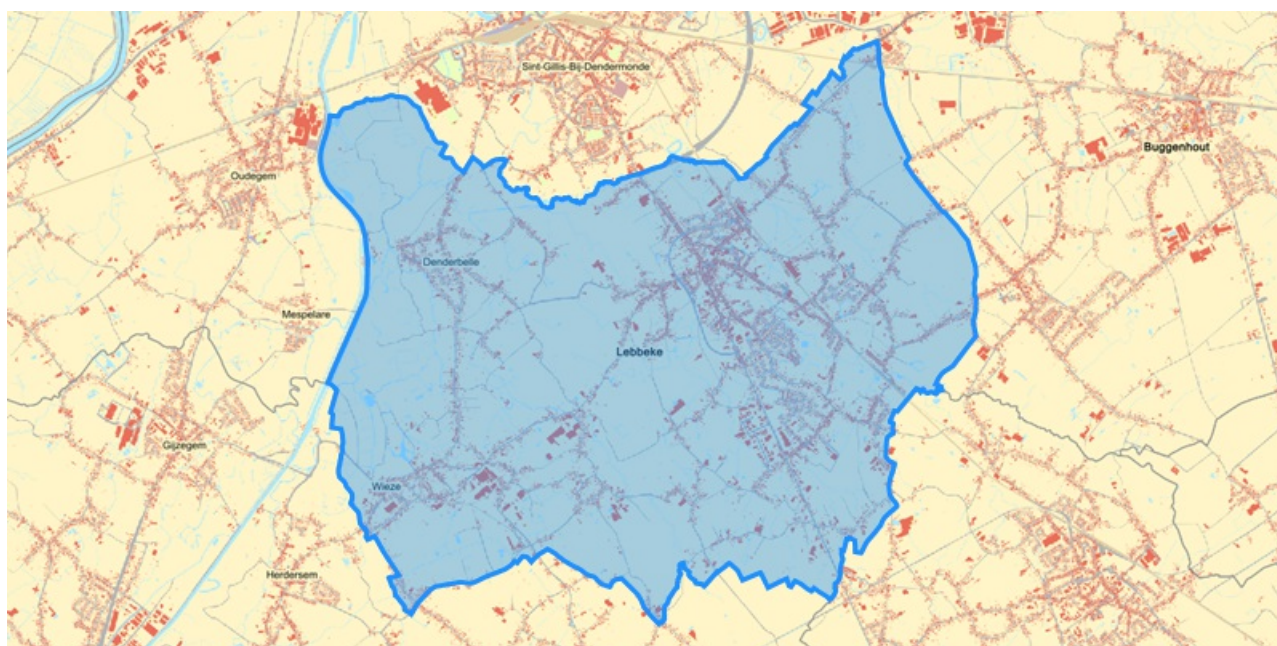 Sint-Gillis-Bij-Dendermonde
Buggenhout
Oudegem
Denderbelle
Mespelare
Lebbeke
Gijzegem
Wieze
Herdersem